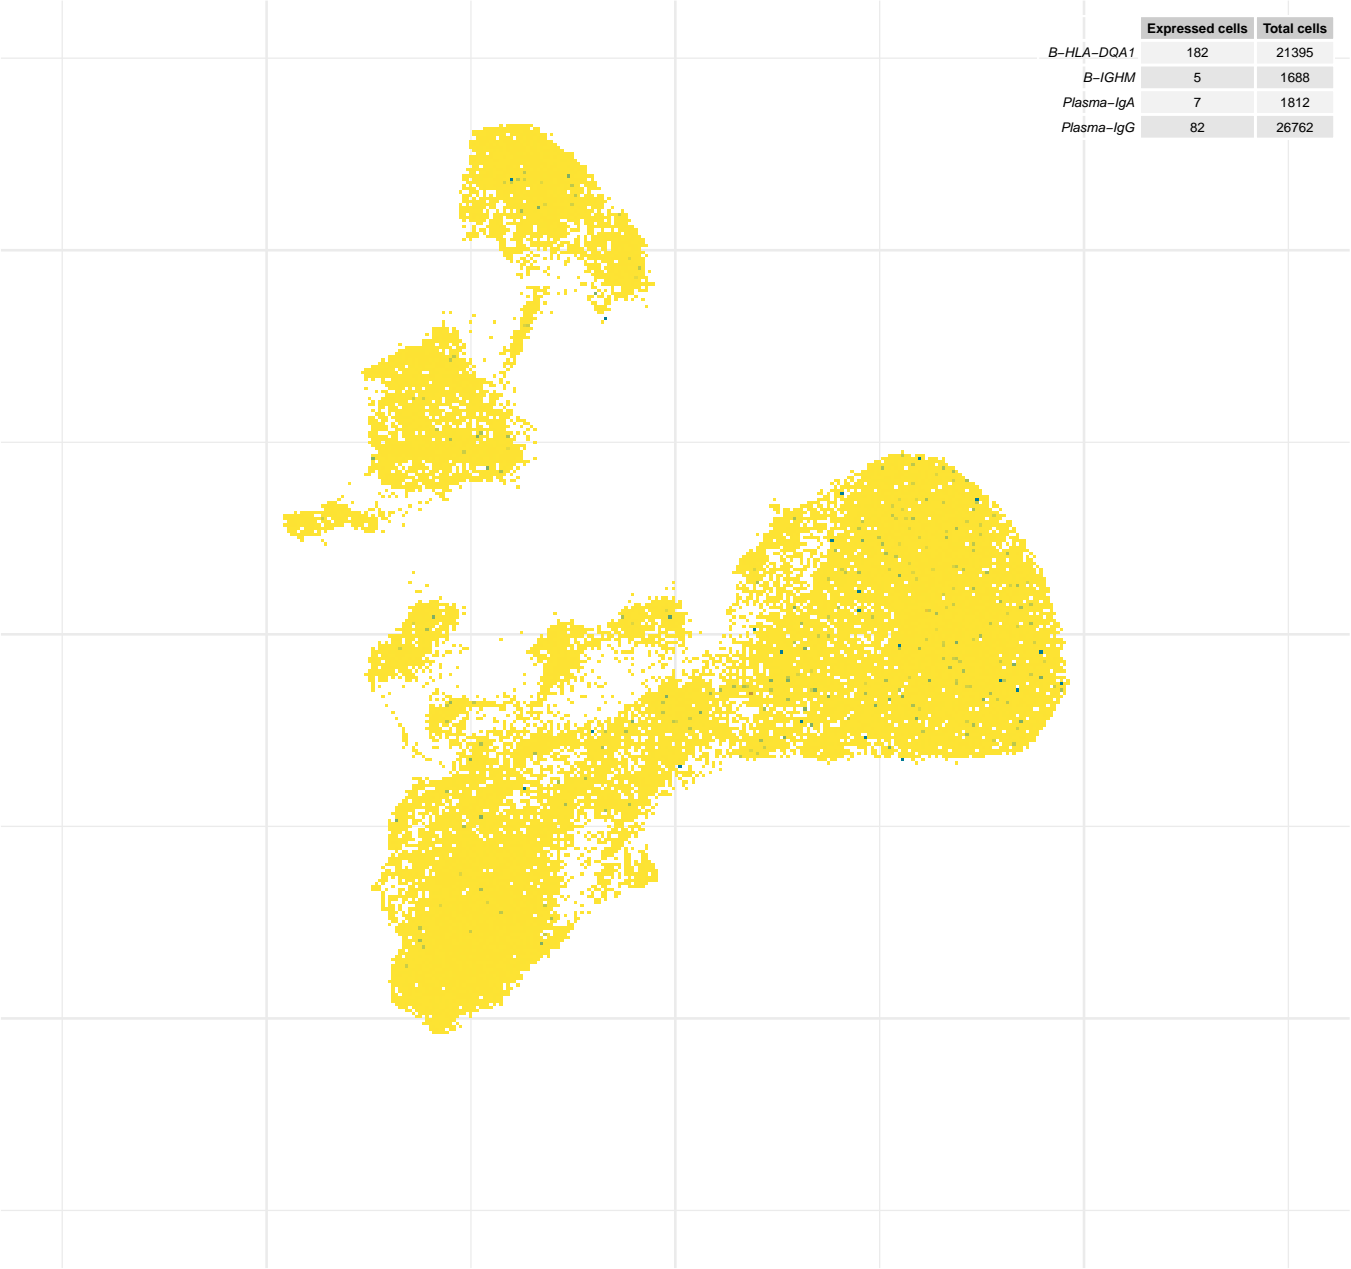 Expressed cells Total cells
B−HLA−DQA1 182 21395
B−IGHM 5 1688
Plasma−IgA 7 1812
Plasma−IgG 82 26762